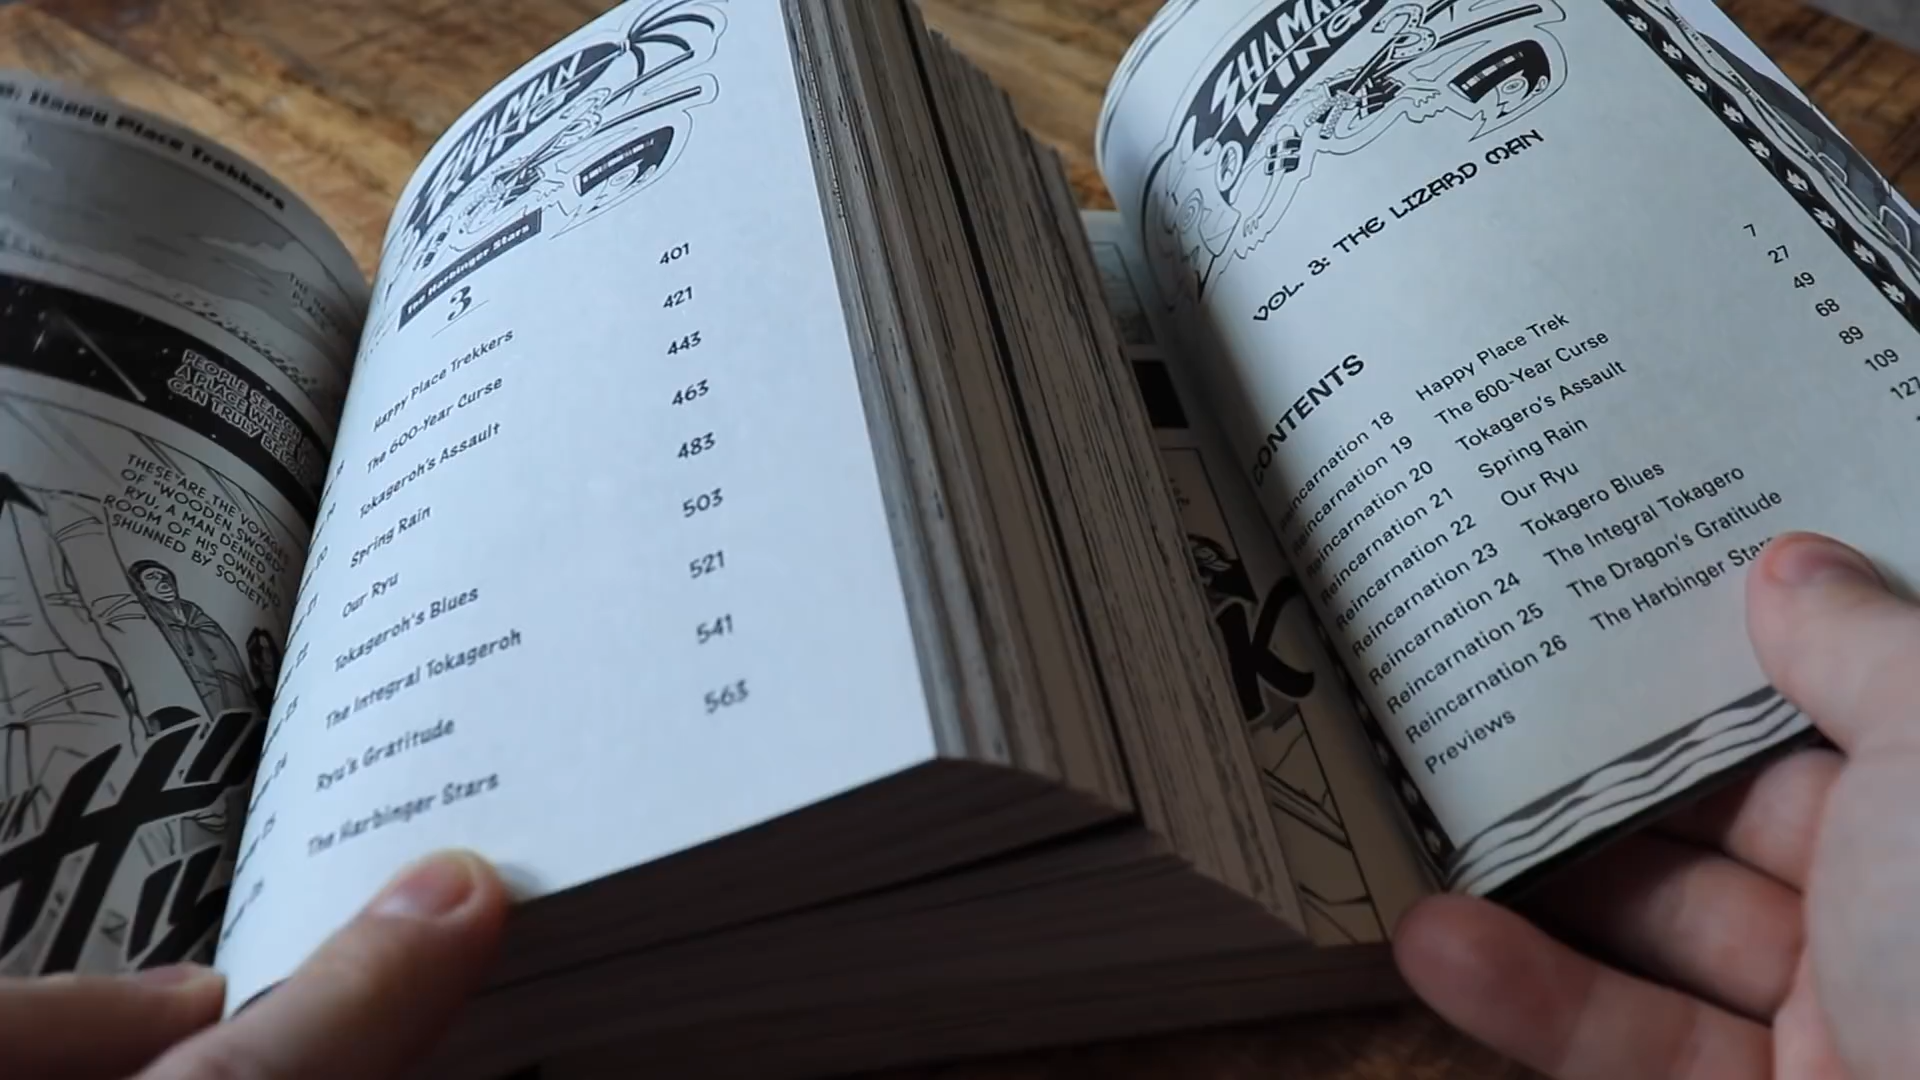 Happy Place Trekkers
PEOPLE SEARCH
A PLACE WHERE
CAN TRULY
THESE ARE THE VOYAGES
OF "WOODEN SWORD"
RYU, A MAN DENIED A
ROOM OF HIS OWN AND
SHUNNED BY SOCIETY
SHAMAN
KING
The Harbinger Stars
3
Happy Place Trekkers 401
The 600-Year Curse 421
Tokageroh's Assault 443
Spring Rain 463
Our Ryu 483
Tokageroh's Blues 503
The Integral Tokageroh 521
Ryu's Gratitude 541
The Harbinger Stars 563
SHAMAN
KING
VOL. 3: THE LIZARD MAN
CONTENTS
Reincarnation 18 Happy Place Trek 7
Reincarnation 19 The 600-Year Curse 27
Reincarnation 20 Tokagero's Assault 49
Reincarnation 21 Spring Rain 68
Reincarnation 22 Our Ryu 89
Reincarnation 23 Tokagero Blues 109
Reincarnation 24 The Integral Tokagero 127
Reincarnation 25 The Dragon's Gratitude
Reincarnation 26 The Harbinger Stars
Previews